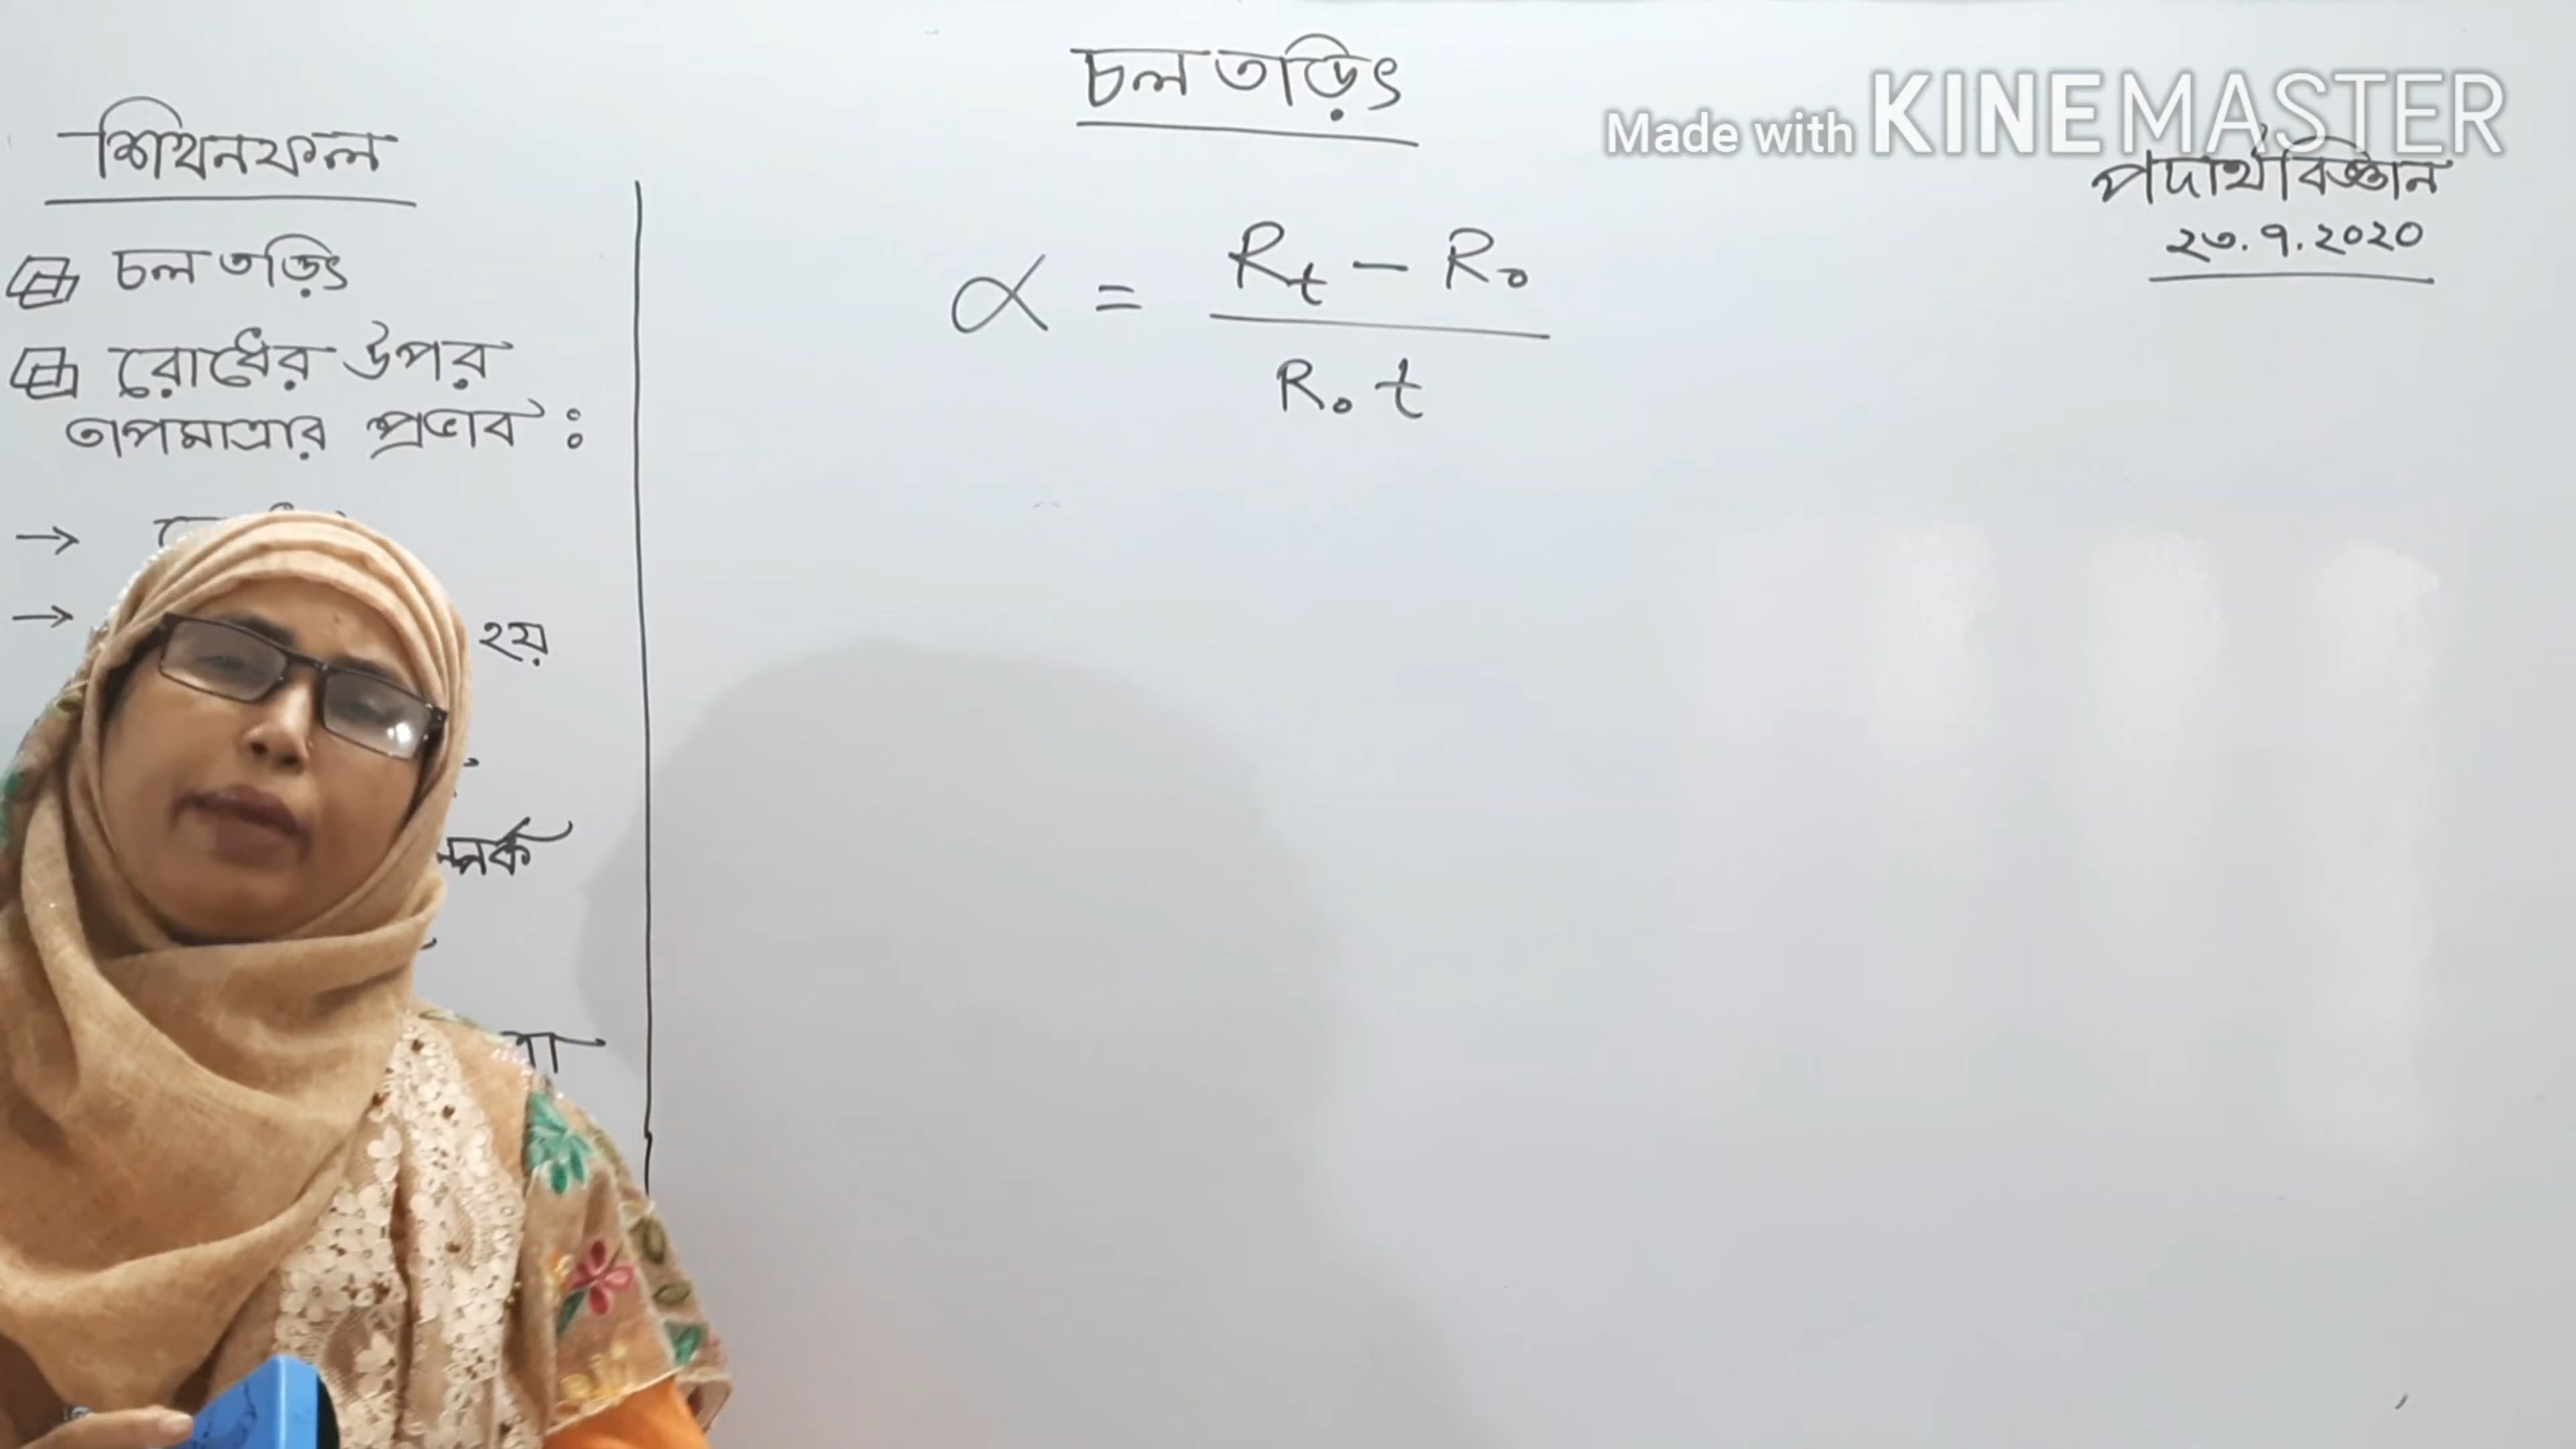 চল তড়িৎ
Made with KINEMASTER
পদার্থবিজ্ঞান
২৩.৭.২০২০
শিখনফল
চল তড়িৎ
রোধের উপর
তাপমাত্রার প্রভাব :
→
→ হয়
α = Rt − R₀ / R₀ t